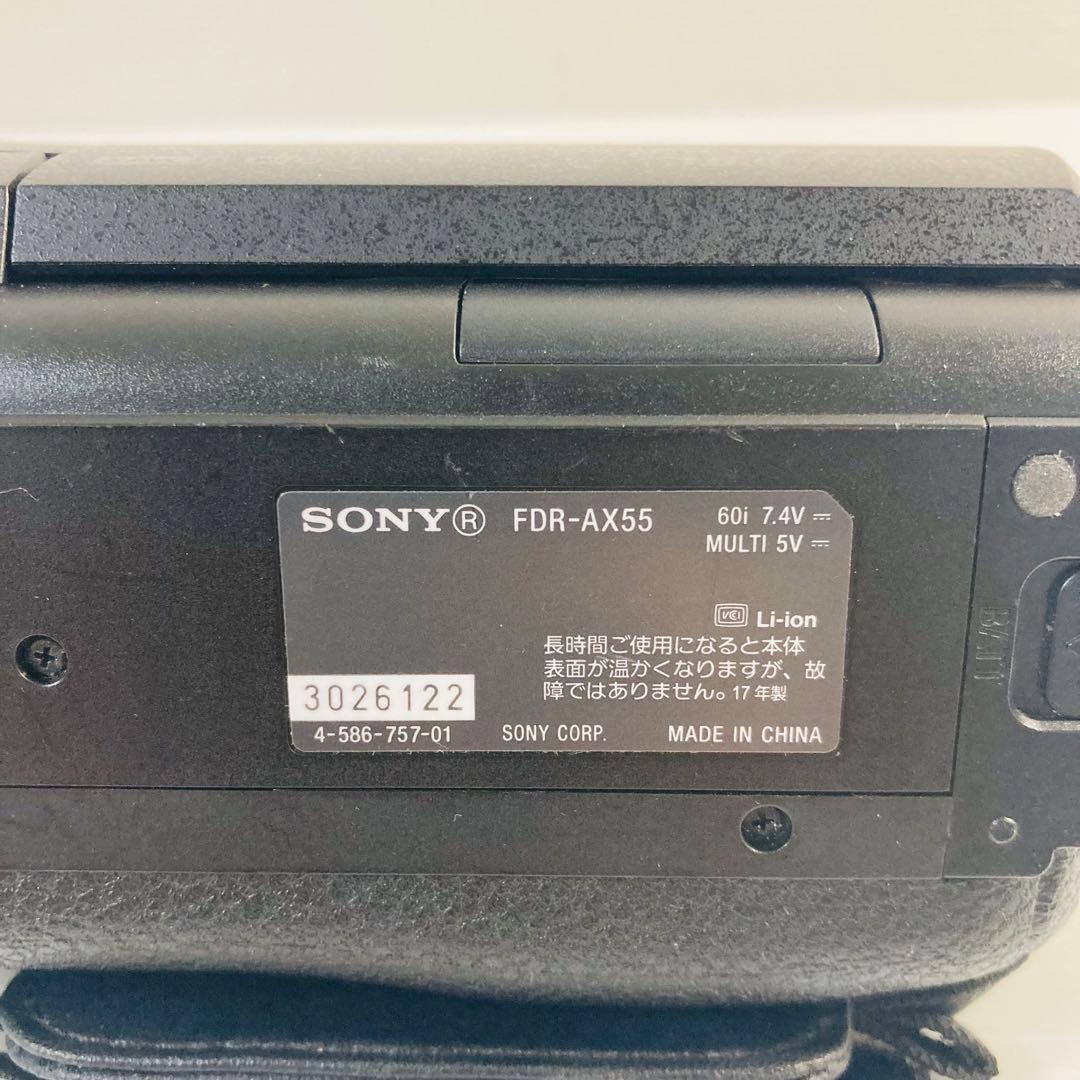 SONY® FDR-AX55 60i 7.4V ⎓
MULTI 5V ⎓
VCCI Li-ion
長時間ご使用になると本体
表面が温かくなりますが、故
障ではありません。17年製
3026122
4-586-757-01 SONY CORP. MADE IN CHINA